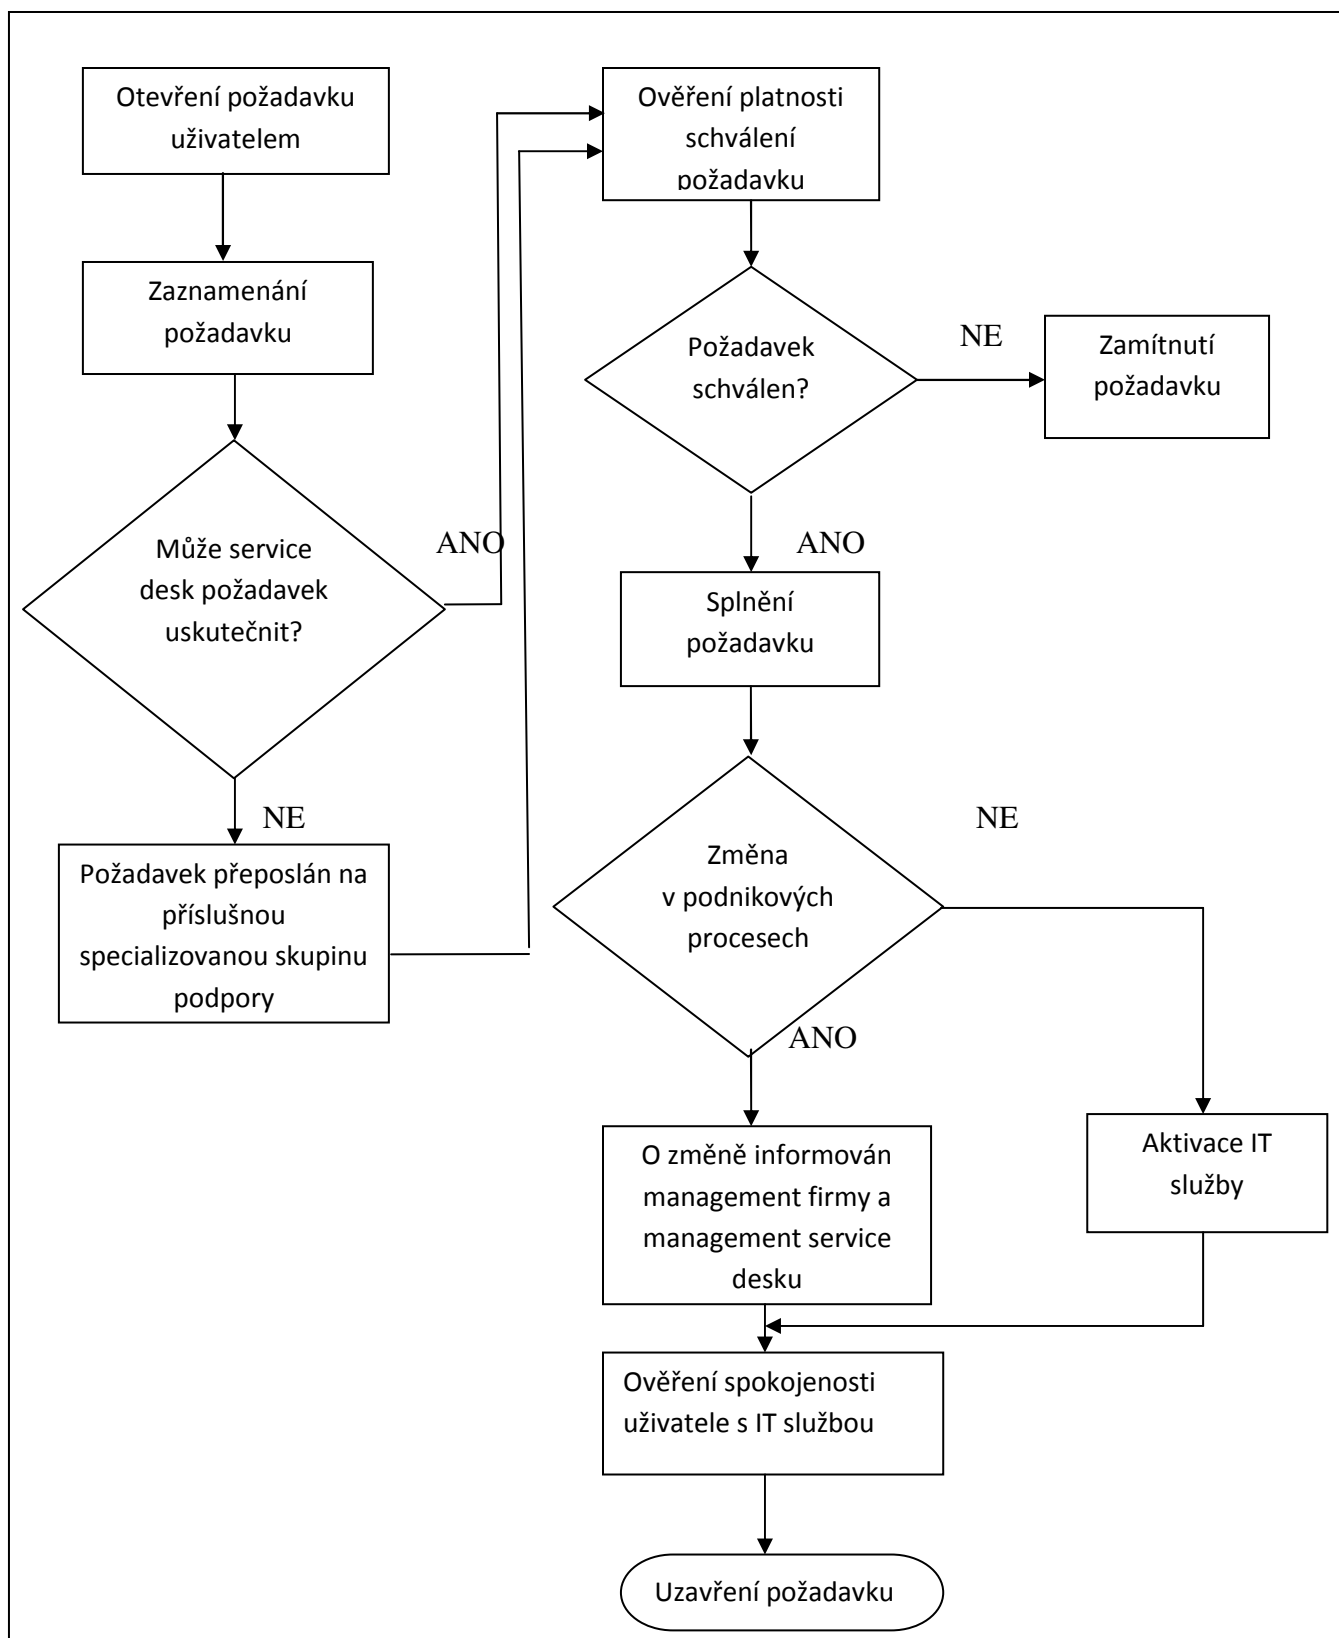 Otevření požadavku
uživatelem
Zaznamenání
požadavku
Může service
desk požadavek
uskutečnit?
ANO
NE
Požadavek přeposlán na
příslušnou
specializovanou skupinu
podpory
Ověření platnosti
schválení
požadavku
Požadavek
schválen?
NE
Zamítnutí
požadavku
ANO
Splnění
požadavku
Změna
v podnikových
procesech
NE
ANO
O změně informován
management firmy a
management service
desku
Aktivace IT
služby
Ověření spokojenosti
uživatele s IT službou
Uzavření požadavku